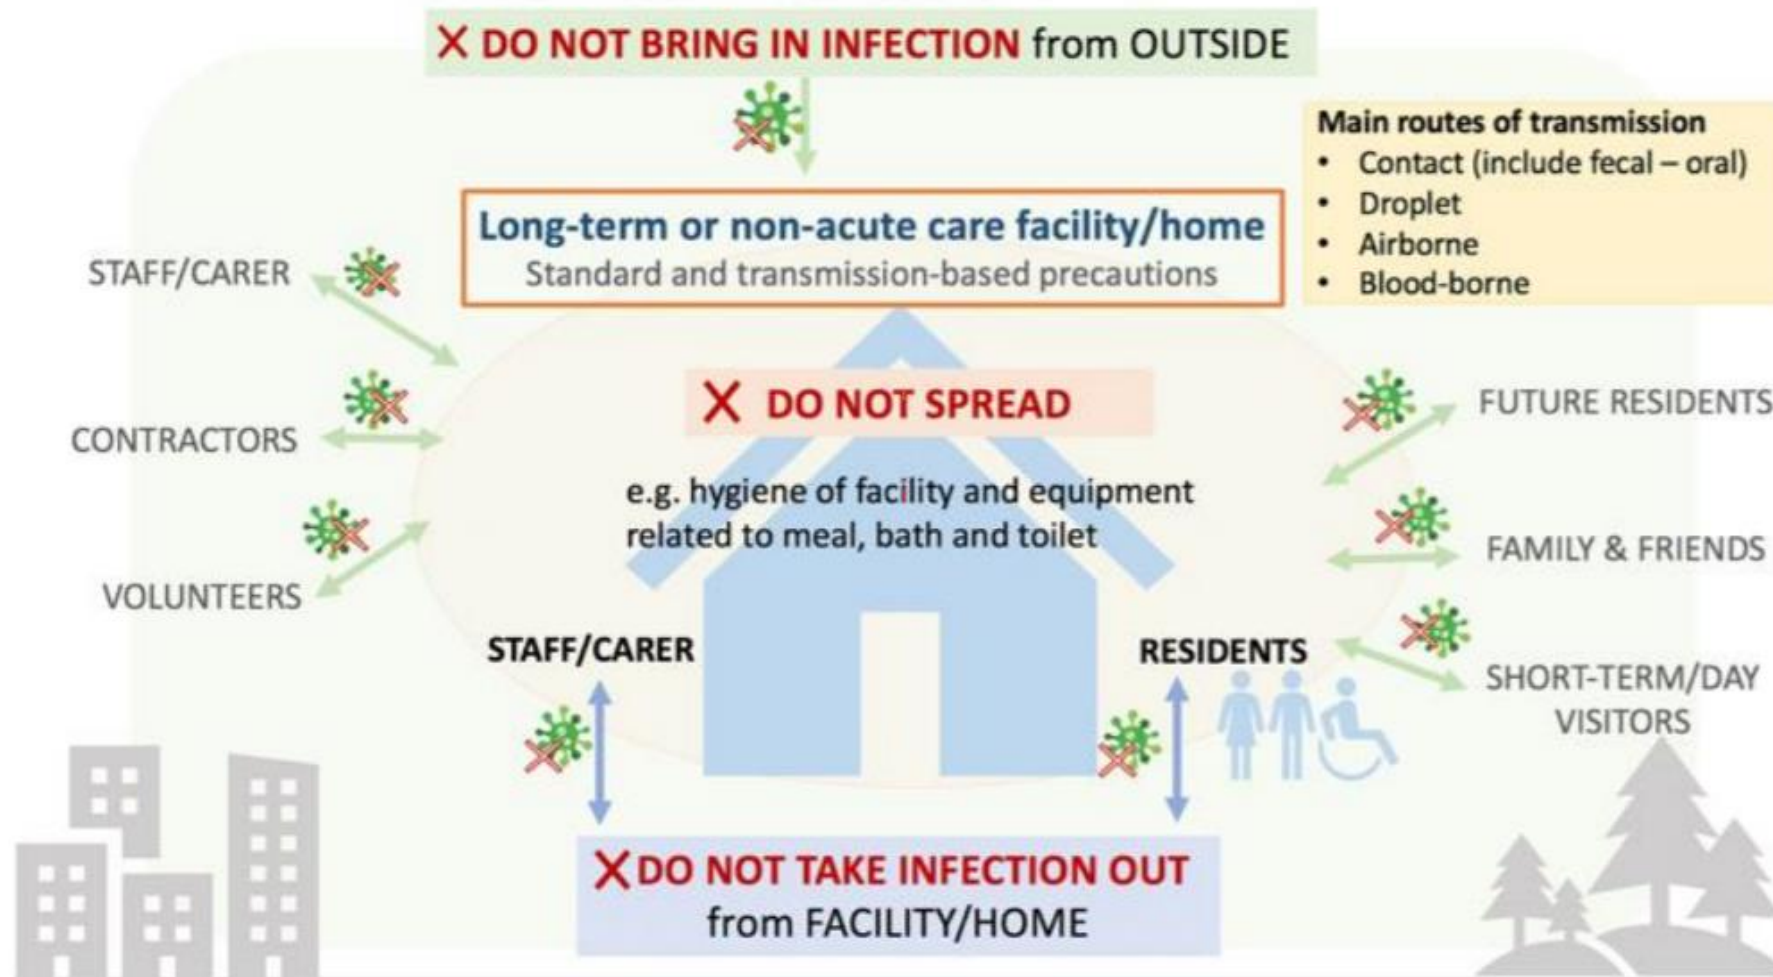 X DO NOT BRING IN INFECTION from OUTSIDE
Main routes of transmission
• Contact (include fecal – oral)
• Droplet
• Airborne
• Blood-borne
Long-term or non-acute care facility/home
Standard and transmission-based precautions
STAFF/CARER
CONTRACTORS
VOLUNTEERS
X DO NOT SPREAD
e.g. hygiene of facility and equipment
related to meal, bath and toilet
FUTURE RESIDENTS
FAMILY & FRIENDS
SHORT-TERM/DAY
VISITORS
STAFF/CARER
RESIDENTS
X DO NOT TAKE INFECTION OUT
from FACILITY/HOME